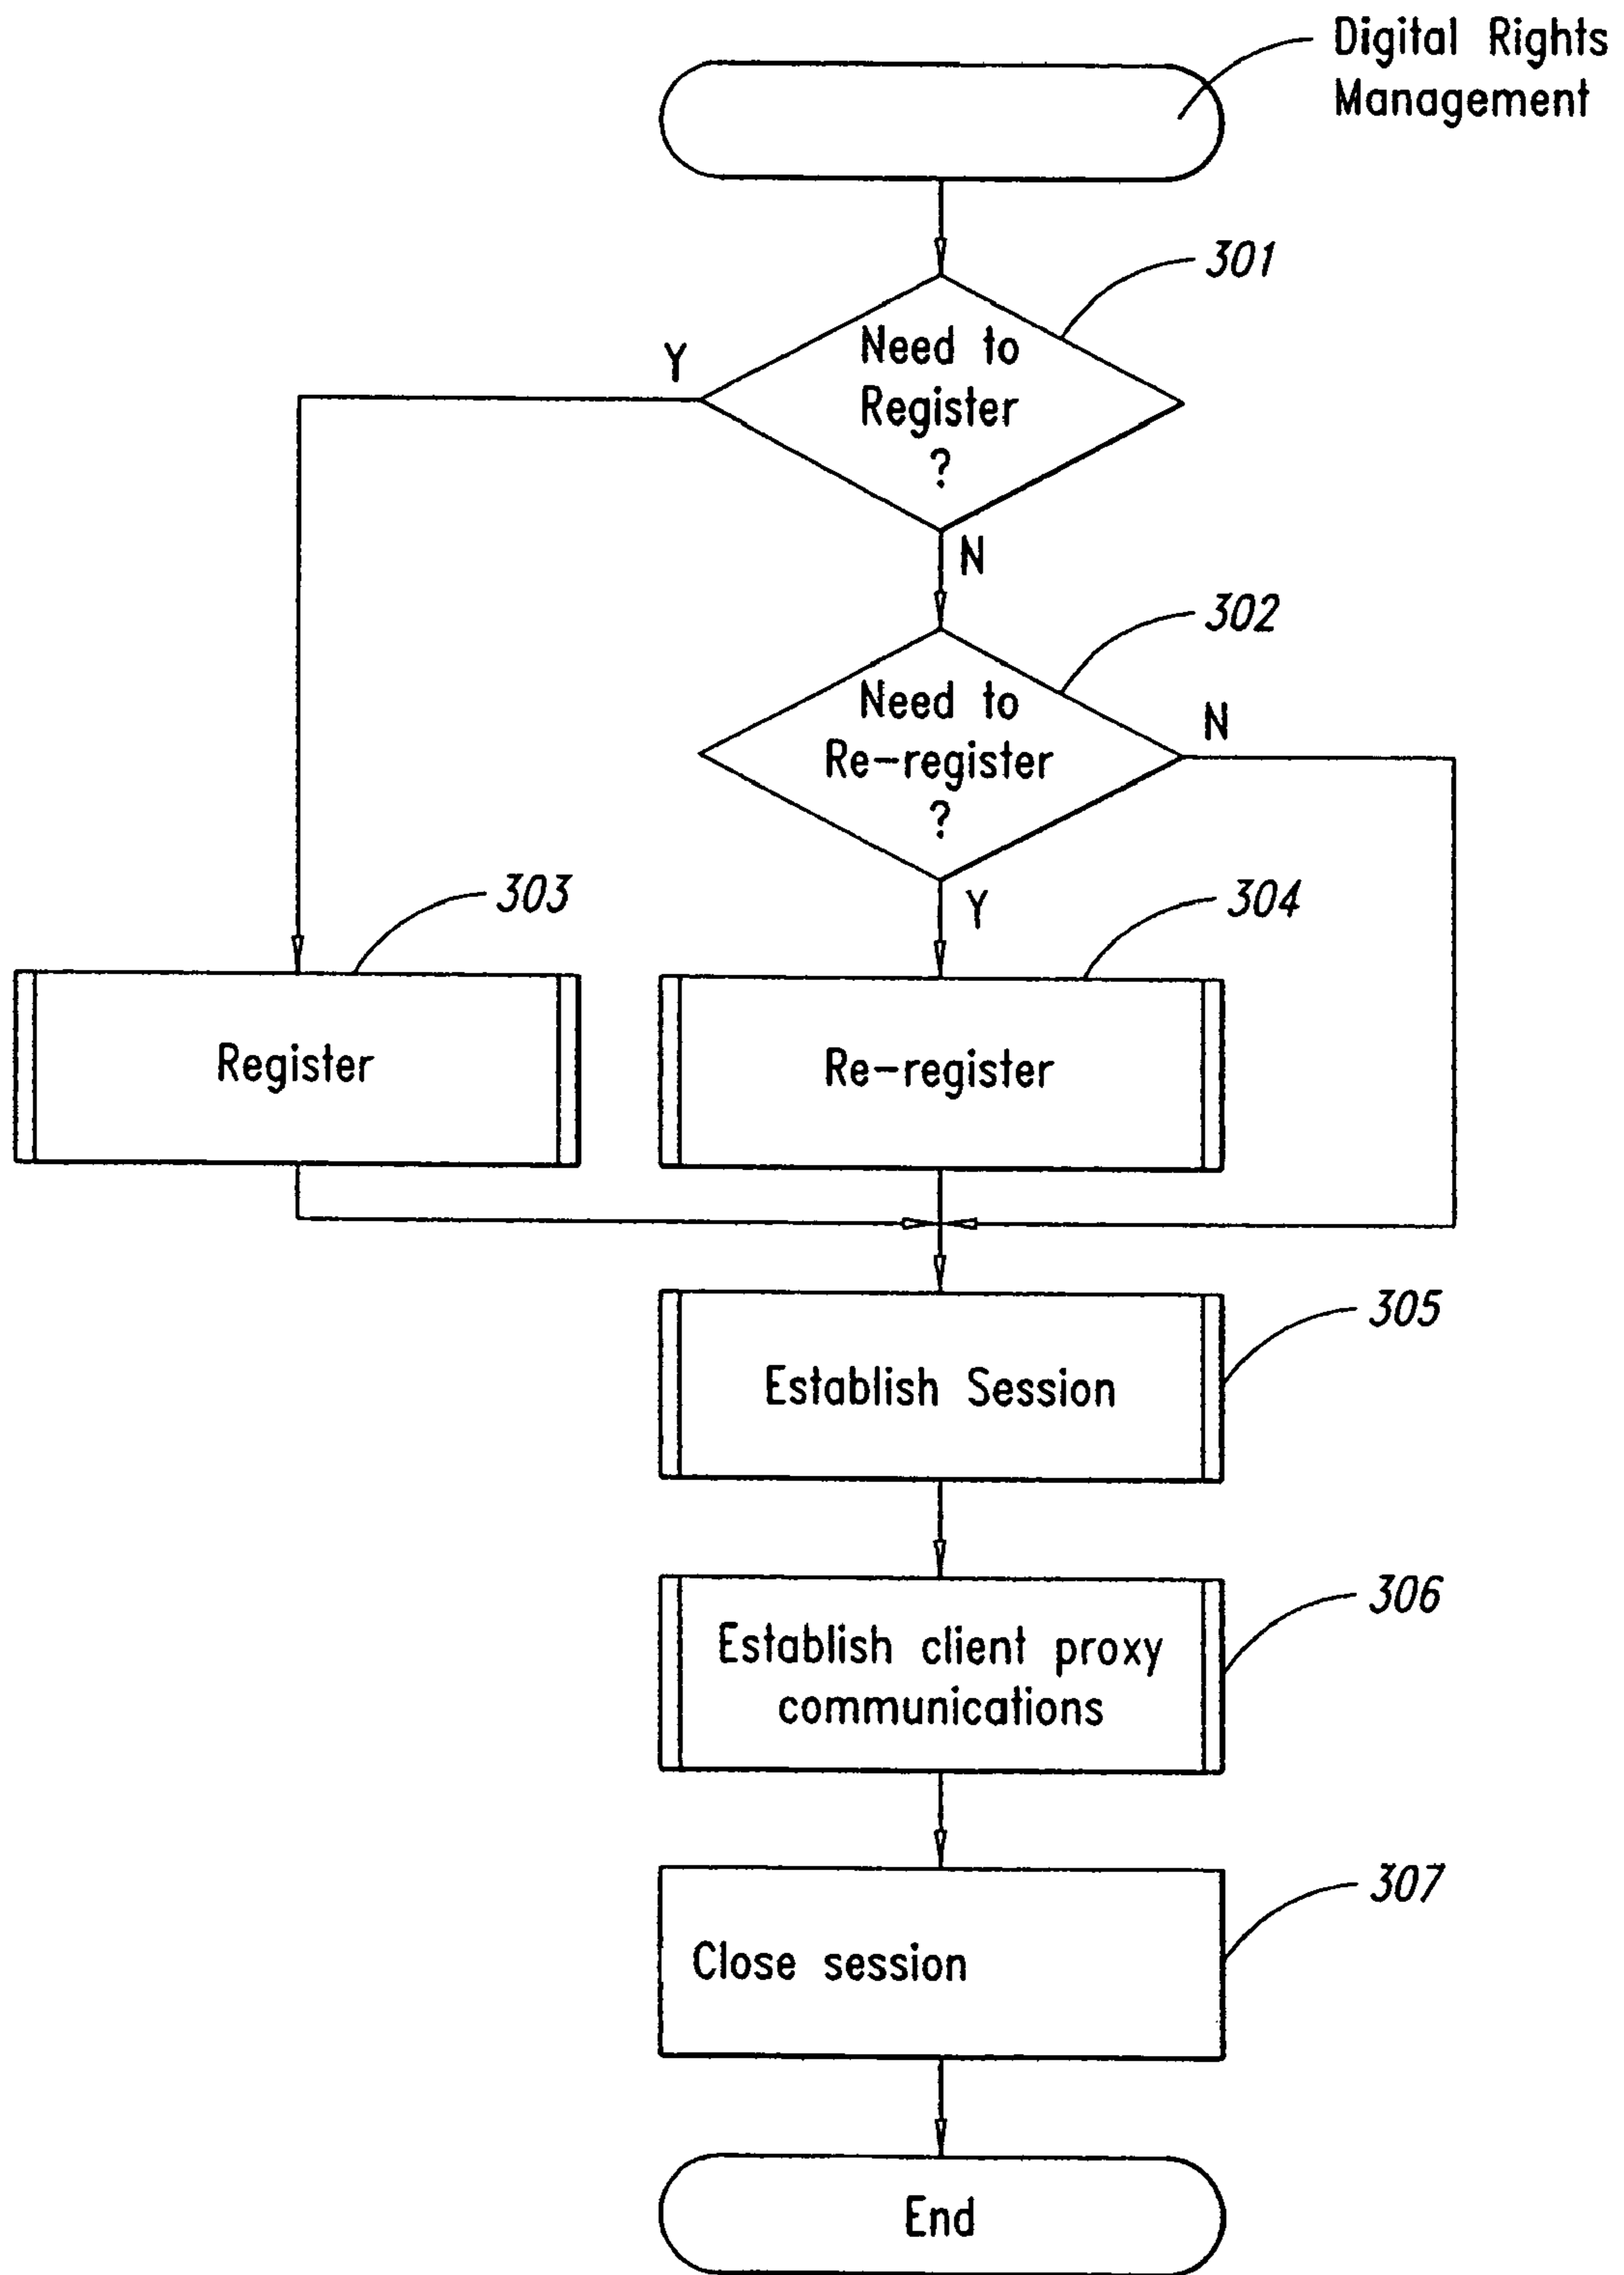 Digital Rights
Management
301
Need to
Register
?
Y
N
302
Need to
Re-register
?
N
Y
303
304
Register
Re-register
305
Establish Session
306
Establish client proxy
communications
307
Close session
End